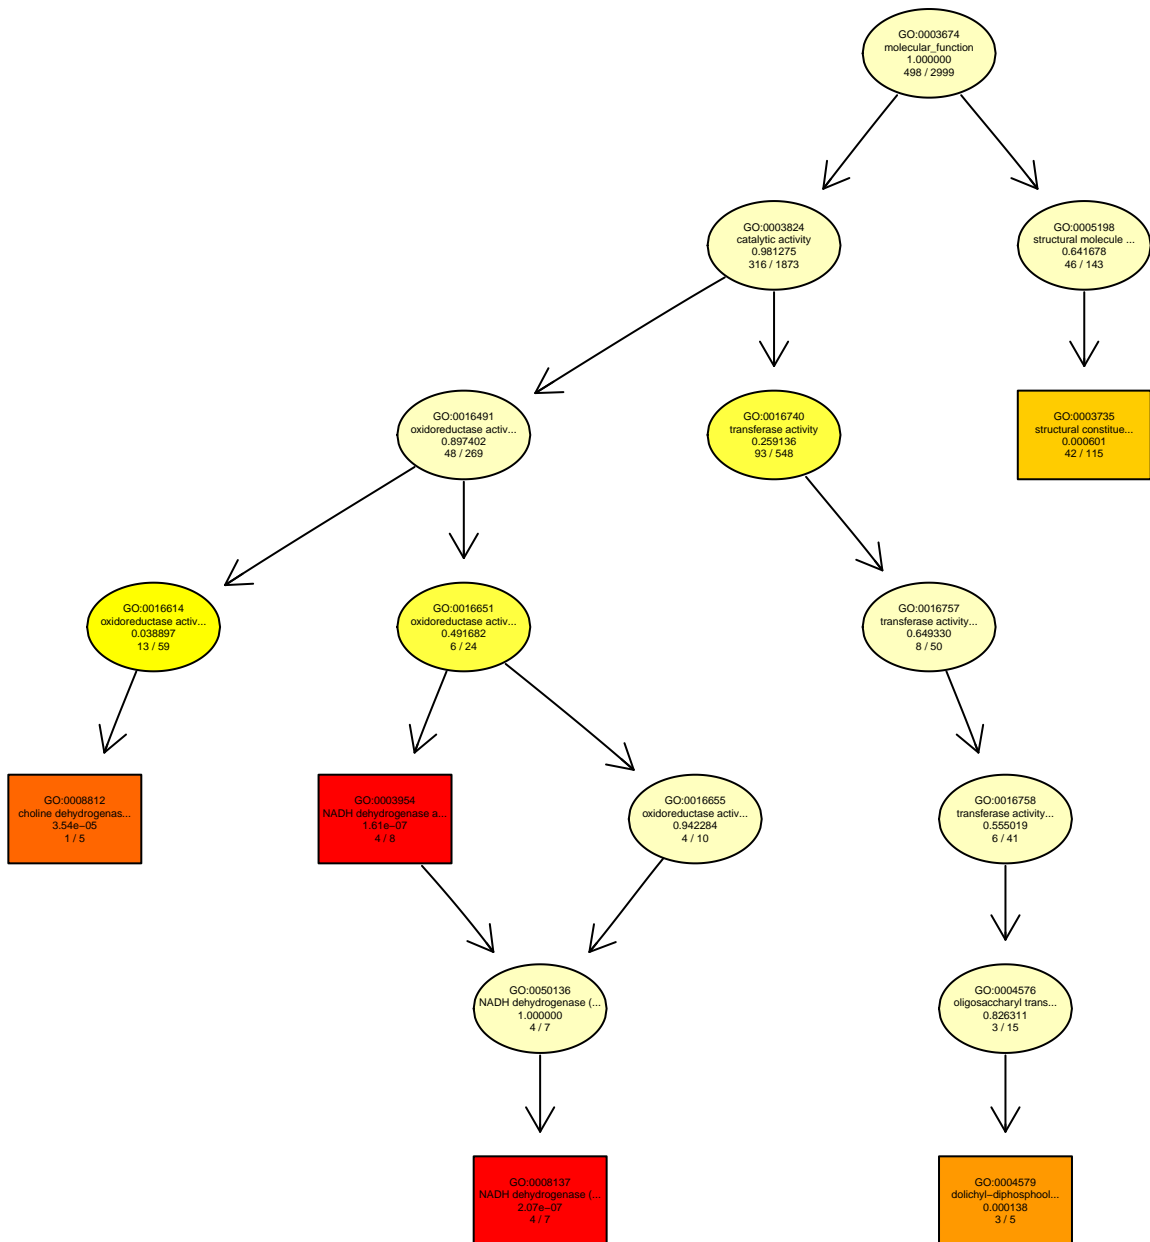 GO:0003674
molecular_function
1.000000
498 / 2999
GO:0003824
catalytic activity
0.981275
316 / 1873
GO:0005198
structural molecule ...
0.641678
46 / 143
GO:0016491
oxidoreductase activ...
0.897402
48 / 269
GO:0016740
transferase activity
0.259136
93 / 548
GO:0003735
structural constitue...
0.000601
42 / 115
GO:0016614
oxidoreductase activ...
0.038897
13 / 59
GO:0016651
oxidoreductase activ...
0.491682
6 / 24
GO:0016757
transferase activity...
0.649330
8 / 50
GO:0008812
choline dehydrogenas...
3.54e−05
1 / 5
GO:0003954
NADH dehydrogenase a...
1.61e−07
4 / 8
GO:0016655
oxidoreductase activ...
0.942284
4 / 10
GO:0016758
transferase activity...
0.555019
6 / 41
GO:0050136
NADH dehydrogenase (...
1.000000
4 / 7
GO:0004576
oligosaccharyl trans...
0.826311
3 / 15
GO:0008137
NADH dehydrogenase (...
2.07e−07
4 / 7
GO:0004579
dolichyl−diphosphool...
0.000138
3 / 5